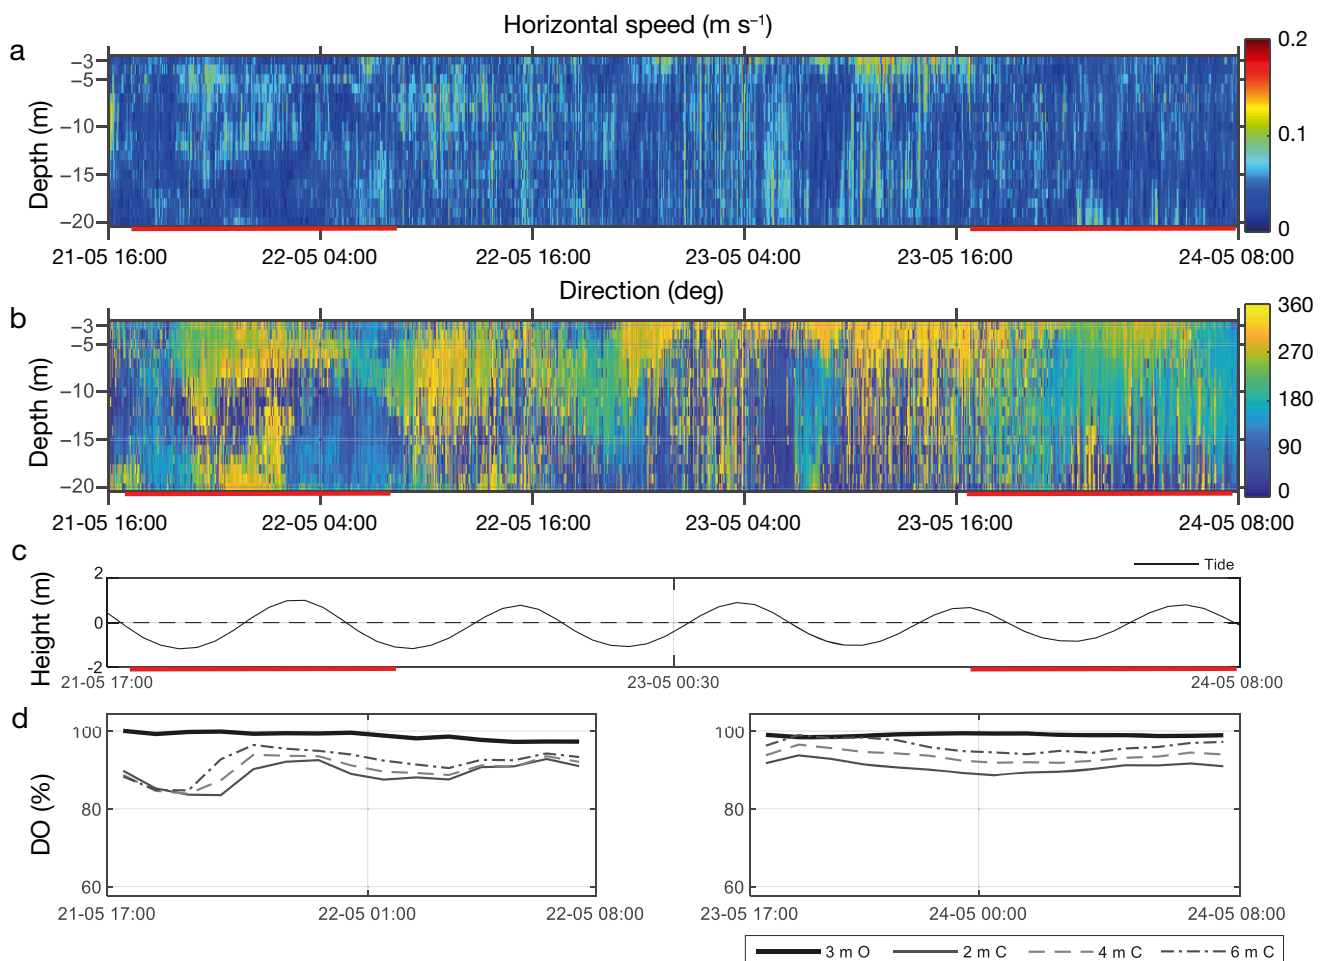 Horizontal speed (m s⁻¹)
a
Depth (m)
−3
−5
−10
−15
−20
0.2
0.1
0
21-05 16:00 22-05 04:00 22-05 16:00 23-05 04:00 23-05 16:00 24-05 08:00
Direction (deg)
b
Depth (m)
−3
−5
−10
−15
−20
360
270
180
90
0
21-05 16:00 22-05 04:00 22-05 16:00 23-05 04:00 23-05 16:00 24-05 08:00
c
Tide
Height (m)
2
0
-2
21-05 17:00 23-05 00:30 24-05 08:00
d
DO (%)
100
80
60
21-05 17:00 22-05 01:00 22-05 08:00
100
80
60
23-05 17:00 24-05 00:00 24-05 08:00
3 m O 2 m C 4 m C 6 m C